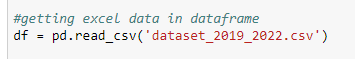 #getting excel data in dataframe
df = pd.read_csv('dataset_2019_2022.csv')